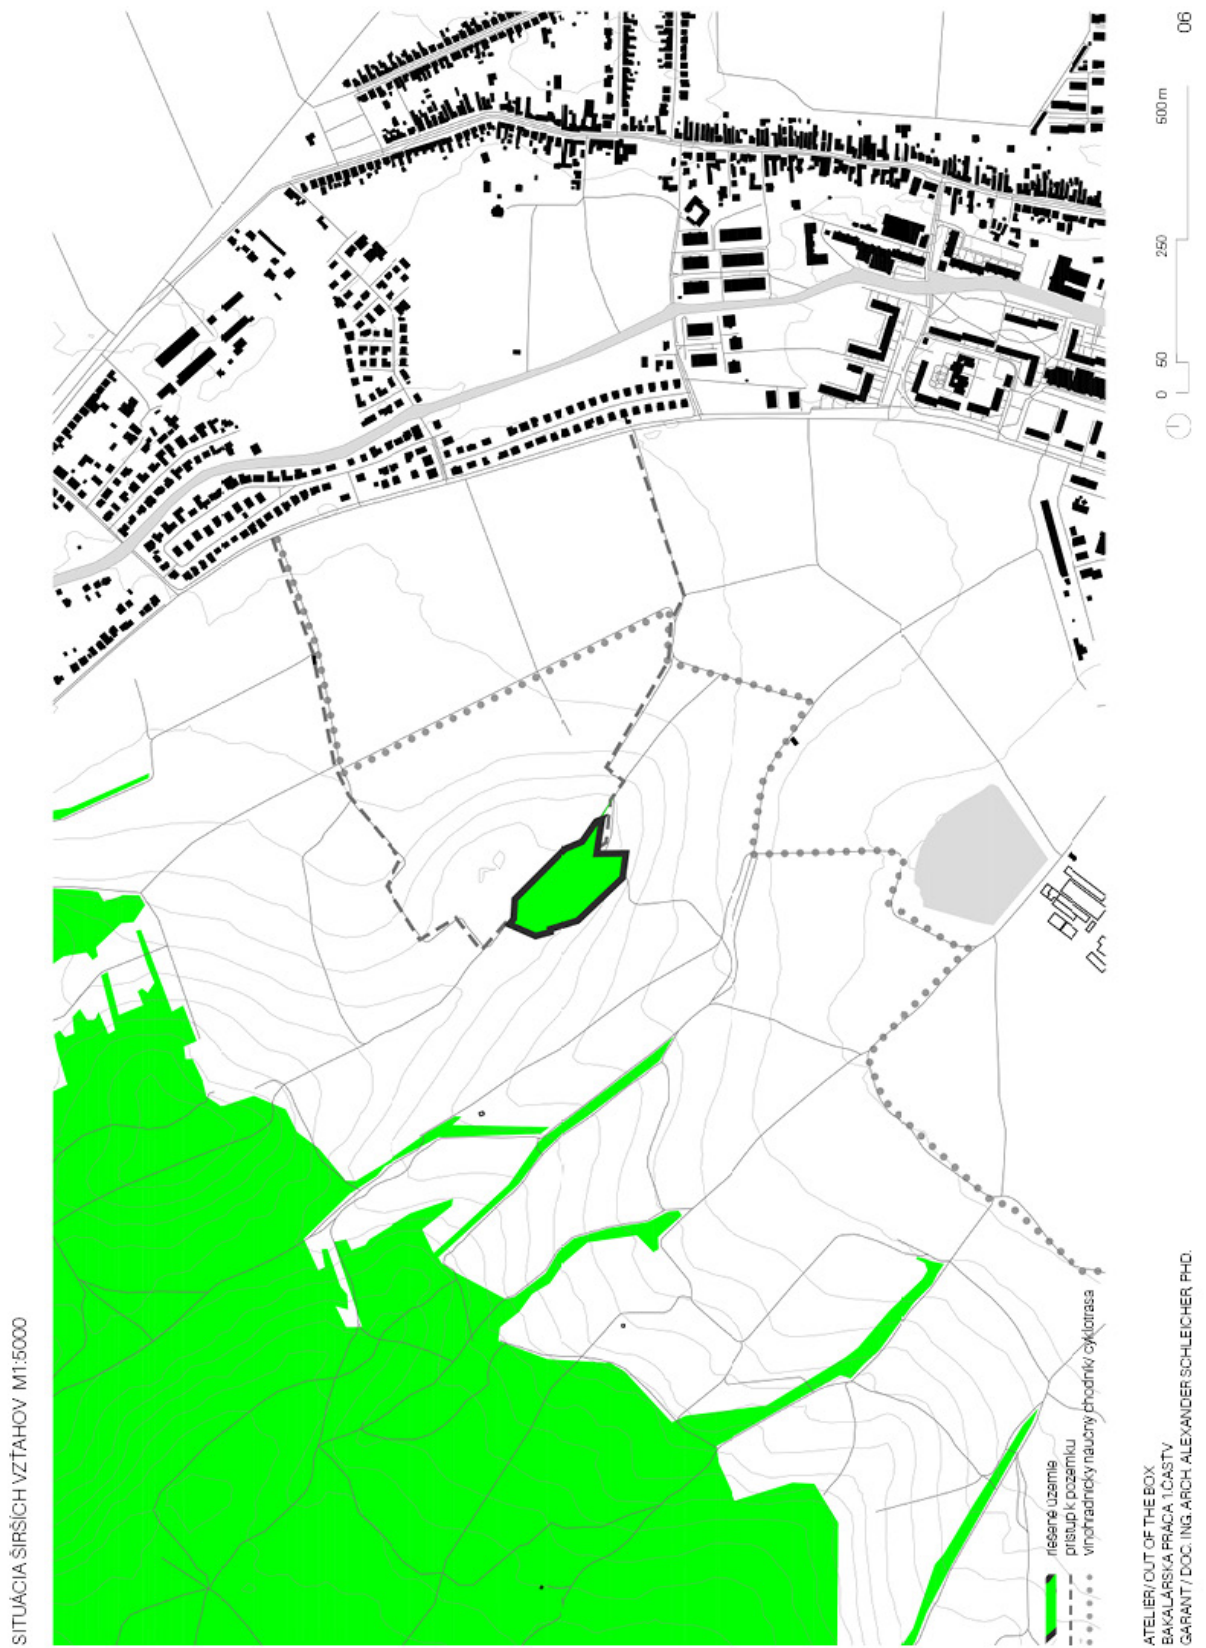 SITUÁCIA ŠIRŠÍCH VZŤAHOV M1:5000
riešené územie
prístup k pozemku
vinohradnícky náučný chodník/ cyklotrasa
0 50 250 500 m
ATELIER/ OUT OF THE BOX
BAKALÁRSKA PRÁCA 1.ČASŤ V
GARANT / DOC. ING. ARCH. ALEXANDER SCHLEICHER, PHD.
06